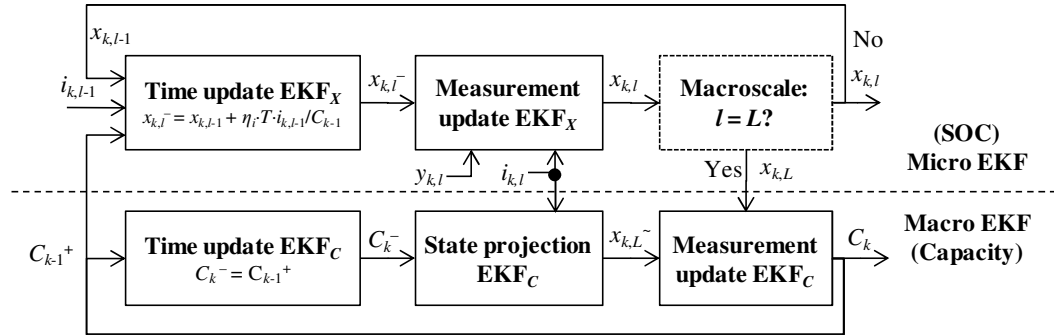 x_{k,l-1}
i_{k,l-1}
Time update EKF_X
x_{k,l}^- = x_{k,l-1} + η_i·T·i_{k,l-1}/C_{k-1}
x_{k,l}^-
Measurement
update EKF_X
x_{k,l}
Macroscale:
l = L?
No
x_{k,l}
y_{k,l}
i_{k,l}
Yes
x_{k,L}
(SOC)
Micro EKF
C_{k-1}^+
Time update EKF_C
C_k^- = C_{k-1}^+
C_k^-
State projection
EKF_C
x_{k,L}^~
Measurement
update EKF_C
C_k
Macro EKF
(Capacity)